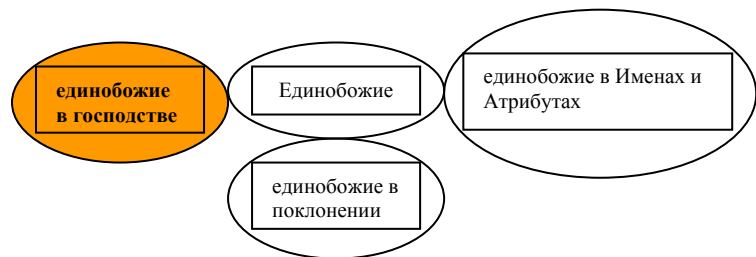 единобожие
в господстве
Единобожие
единобожие в Именах и
Атрибутах
единобожие в
поклонении